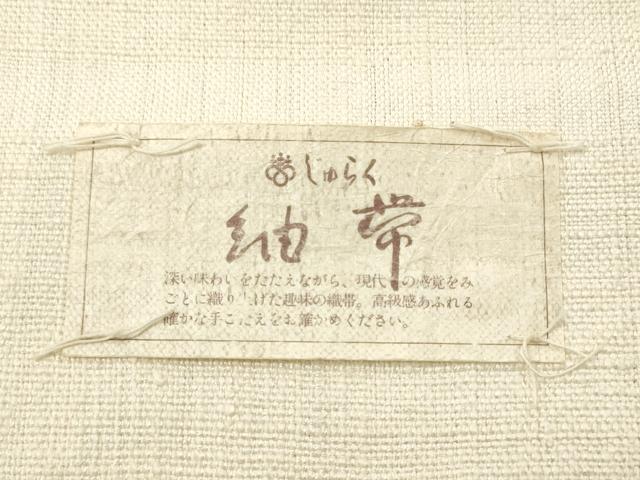 じゅらく
紬帯
深い味わいをたたえながら、現代の感覚をみ
ごとに織り上げた趣味の織帯。高級感あふれる
確かな手ごたえをお確かめください。